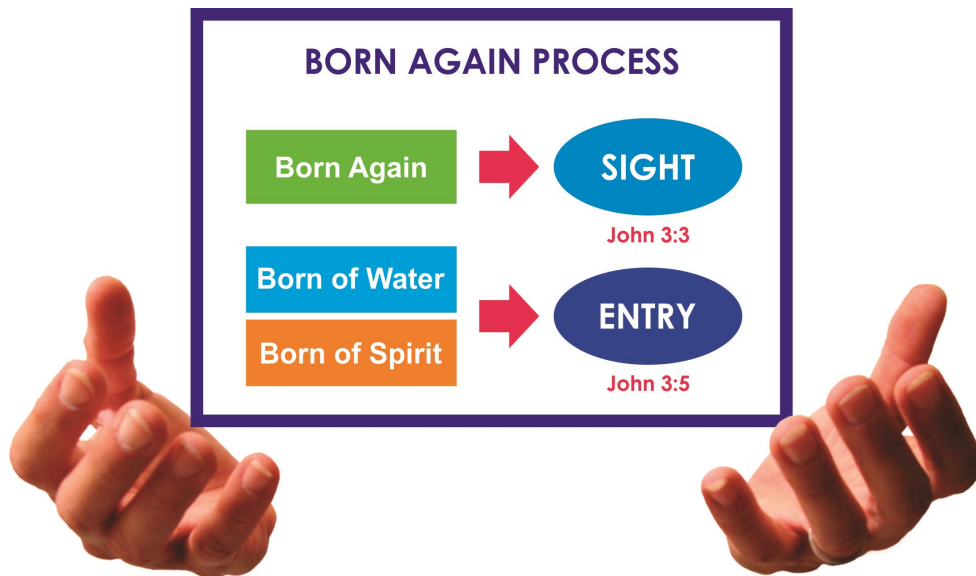 BORN AGAIN PROCESS
Born Again
SIGHT
John 3:3
Born of Water
Born of Spirit
ENTRY
John 3:5